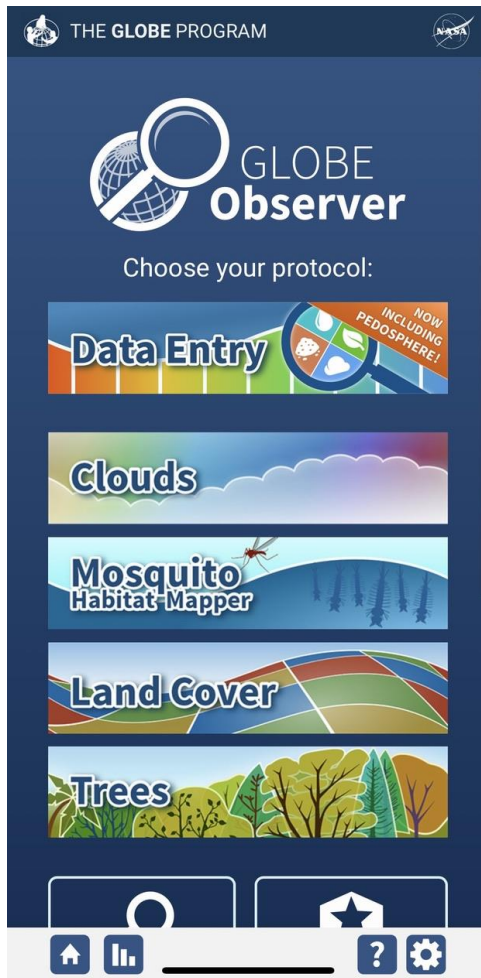 THE GLOBE PROGRAM
NASA
GLOBE
Observer
Choose your protocol:
Data Entry
NOW
INCLUDING
PEDOSPHERE!
Clouds
Mosquito
Habitat Mapper
Land Cover
Trees
?